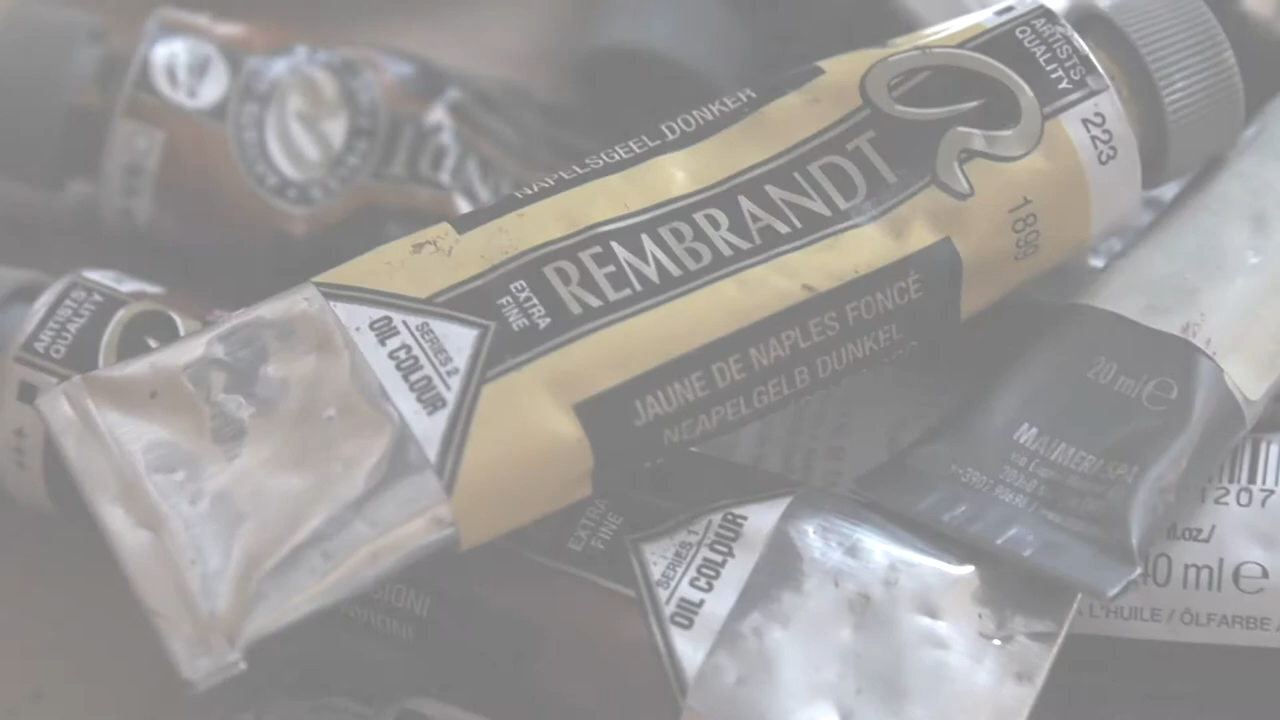 ARTISTS
QUALITY
223
1899
NAPELSGEEL DONKER
REMBRANDT
EXTRA
FINE
SERIES 2
OIL COLOUR
JAUNE DE NAPLES FONCÉ
NEAPELGELB DUNKEL
ARTISTS
QUALITY
EXTRA
FINE
SERIES 1
OIL COLOUR
20 ml e
MAIMERI SPA
1207
fl.oz./
40 ml e
L'HUILE / ÖLFARBE